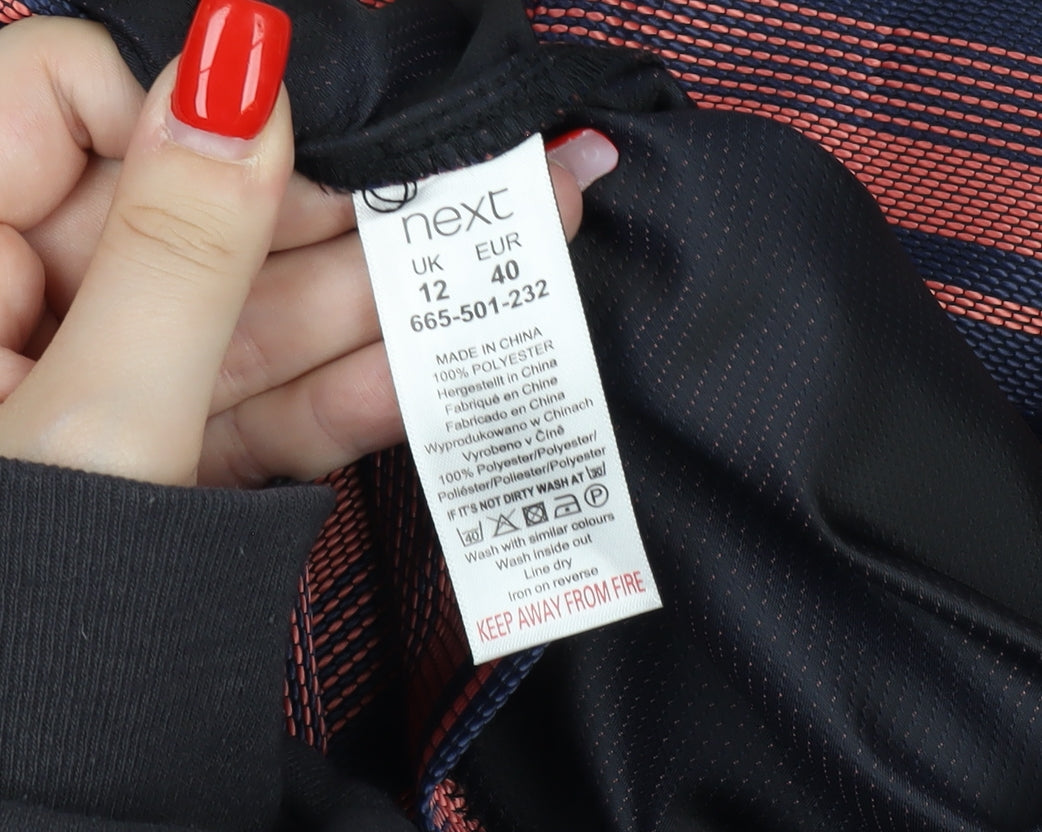 next
UK EUR
12 40
665-501-232
MADE IN CHINA
100% POLYESTER
Hergestellt in China
Fabriqué en Chine
Fabricado en China
Wyprodukowano w Chinach
Vyrobeno v Číně
100% Polyester/Polyester/
Poliéster/Poliester/Polyester
IF IT'S NOT DIRTY WASH AT 30
40 P
Wash with similar colours
Wash inside out
Line dry
Iron on reverse
KEEP AWAY FROM FIRE